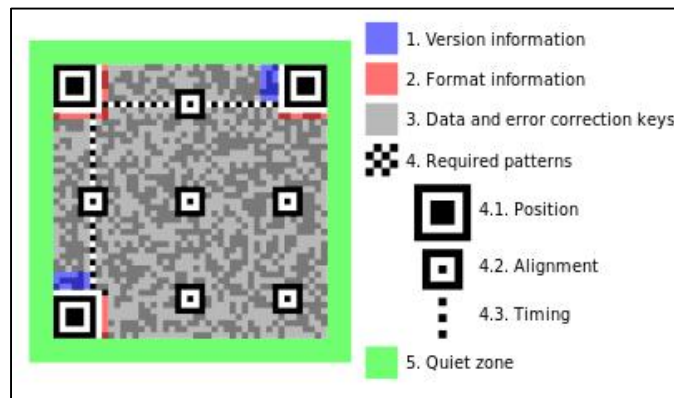 1. Version information
2. Format information
3. Data and error correction keys
4. Required patterns
4.1. Position
4.2. Alignment
4.3. Timing
5. Quiet zone